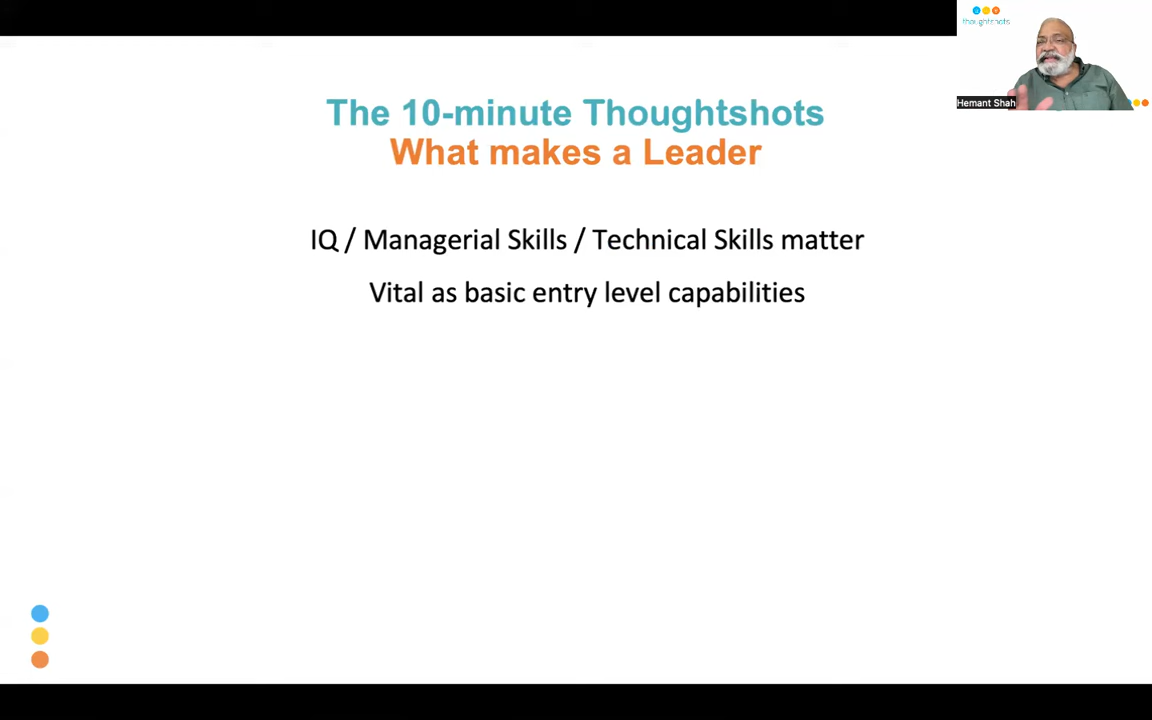 thoughtshots
Hemant Shah
The 10-minute Thoughtshots
What makes a Leader
IQ / Managerial Skills / Technical Skills matter
Vital as basic entry level capabilities